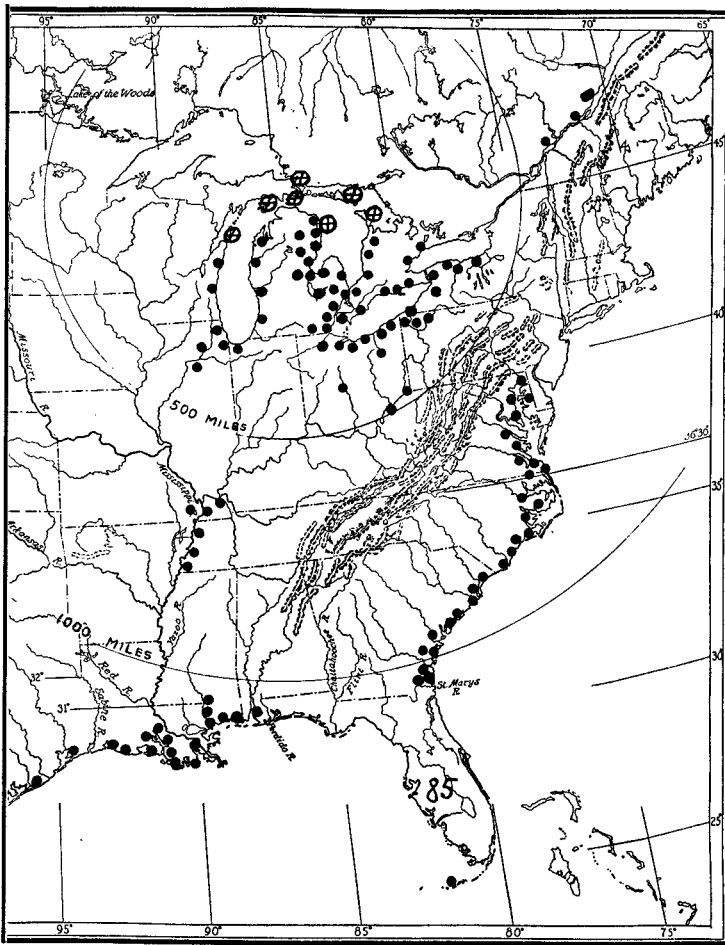 95° 90° 85° 80° 75° 70° 65°
Lake of the Woods
45°
40°
Missouri R.
500 MILES
36°30'
Mississippi
35°
Arkansas R.
1000 MILES
Yazoo R.
Red R.
Sabine R.
Chattahoochee R.
Flint R.
30°
32°
31°
St. Marys R.
Perdido R.
85
25°
95° 90° 85° 80° 75°